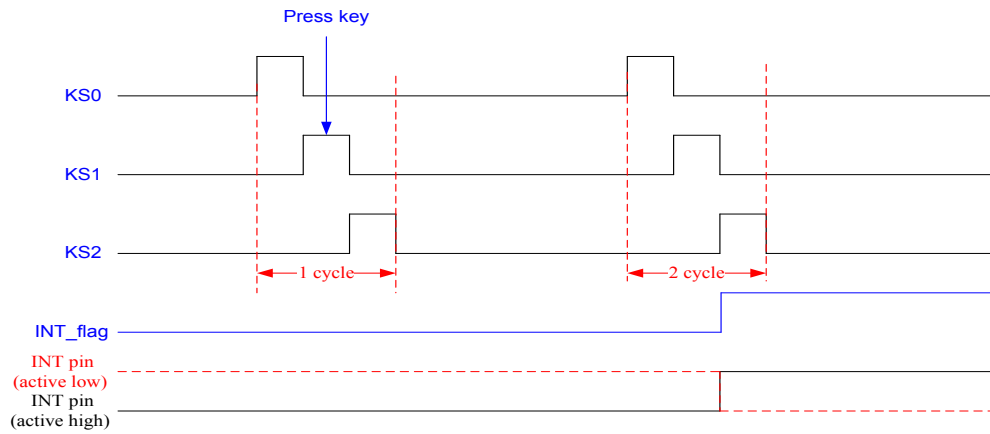 Press key
KS0
KS1
KS2
1 cycle
2 cycle
INT_flag
INT pin
(active low)
INT pin
(active high)